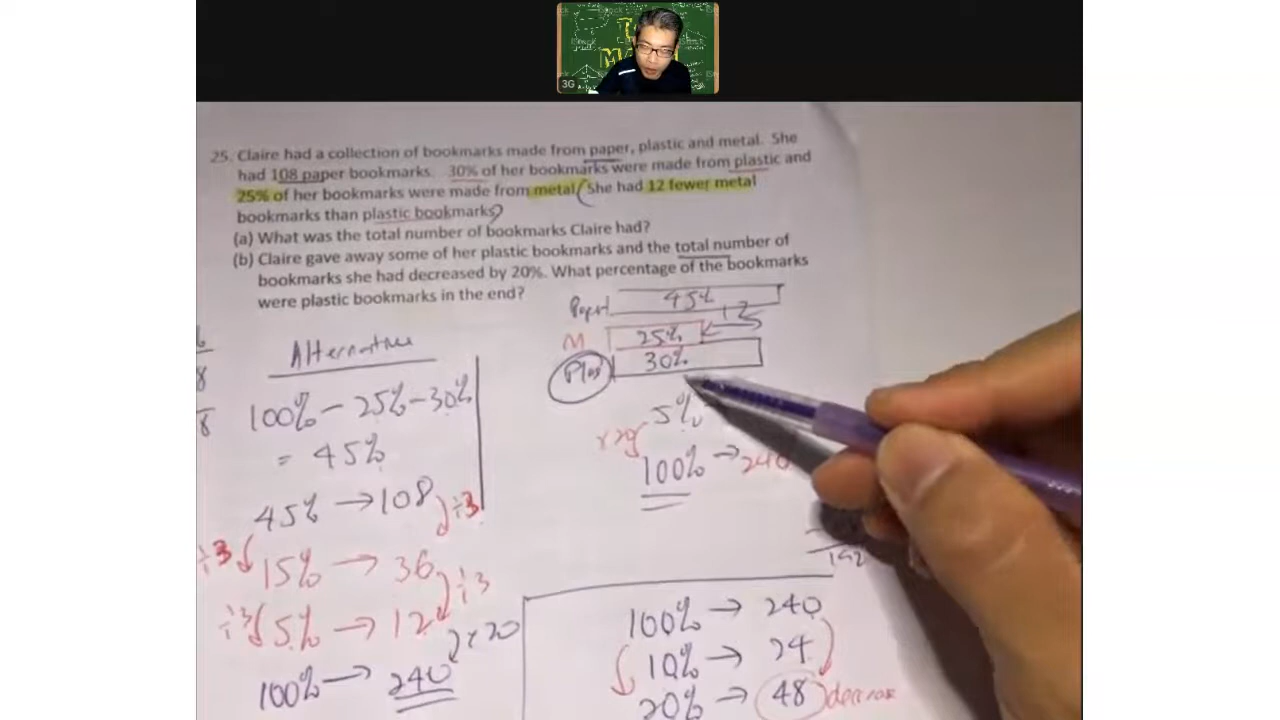 3G
25. Claire had a collection of bookmarks made from paper, plastic and metal. She
had 108 paper bookmarks. 30% of her bookmarks were made from plastic and
25% of her bookmarks were made from metal. She had 12 fewer metal
bookmarks than plastic bookmarks.
(a) What was the total number of bookmarks Claire had?
(b) Claire gave away some of her plastic bookmarks and the total number of
bookmarks she had decreased by 20%. What percentage of the bookmarks
were plastic bookmarks in the end?
45%
M 25% 12
Plas 30%
5%
×20
100% → 240
192
Alternative
100% - 25% - 30%
= 45%
45% → 108
÷3 ÷3
15% → 36
÷3 ÷3
5% → 12
×20
100% → 240
100% → 240
10% → 24
20% → 48 decrease